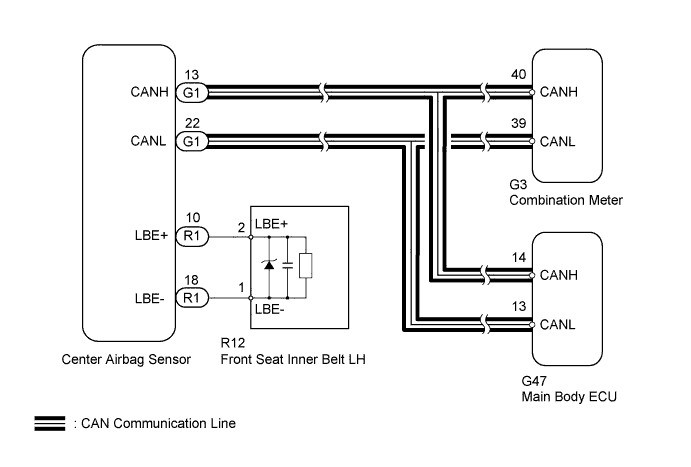 13
40
CANH
G1
CANH
22
39
CANL
G1
CANL
G3
Combination Meter
10
2
LBE+
LBE+
R1
14
CANH
18
1
LBE-
R1
LBE-
13
CANL
R12
Center Airbag Sensor
Front Seat Inner Belt LH
G47
Main Body ECU
: CAN Communication Line